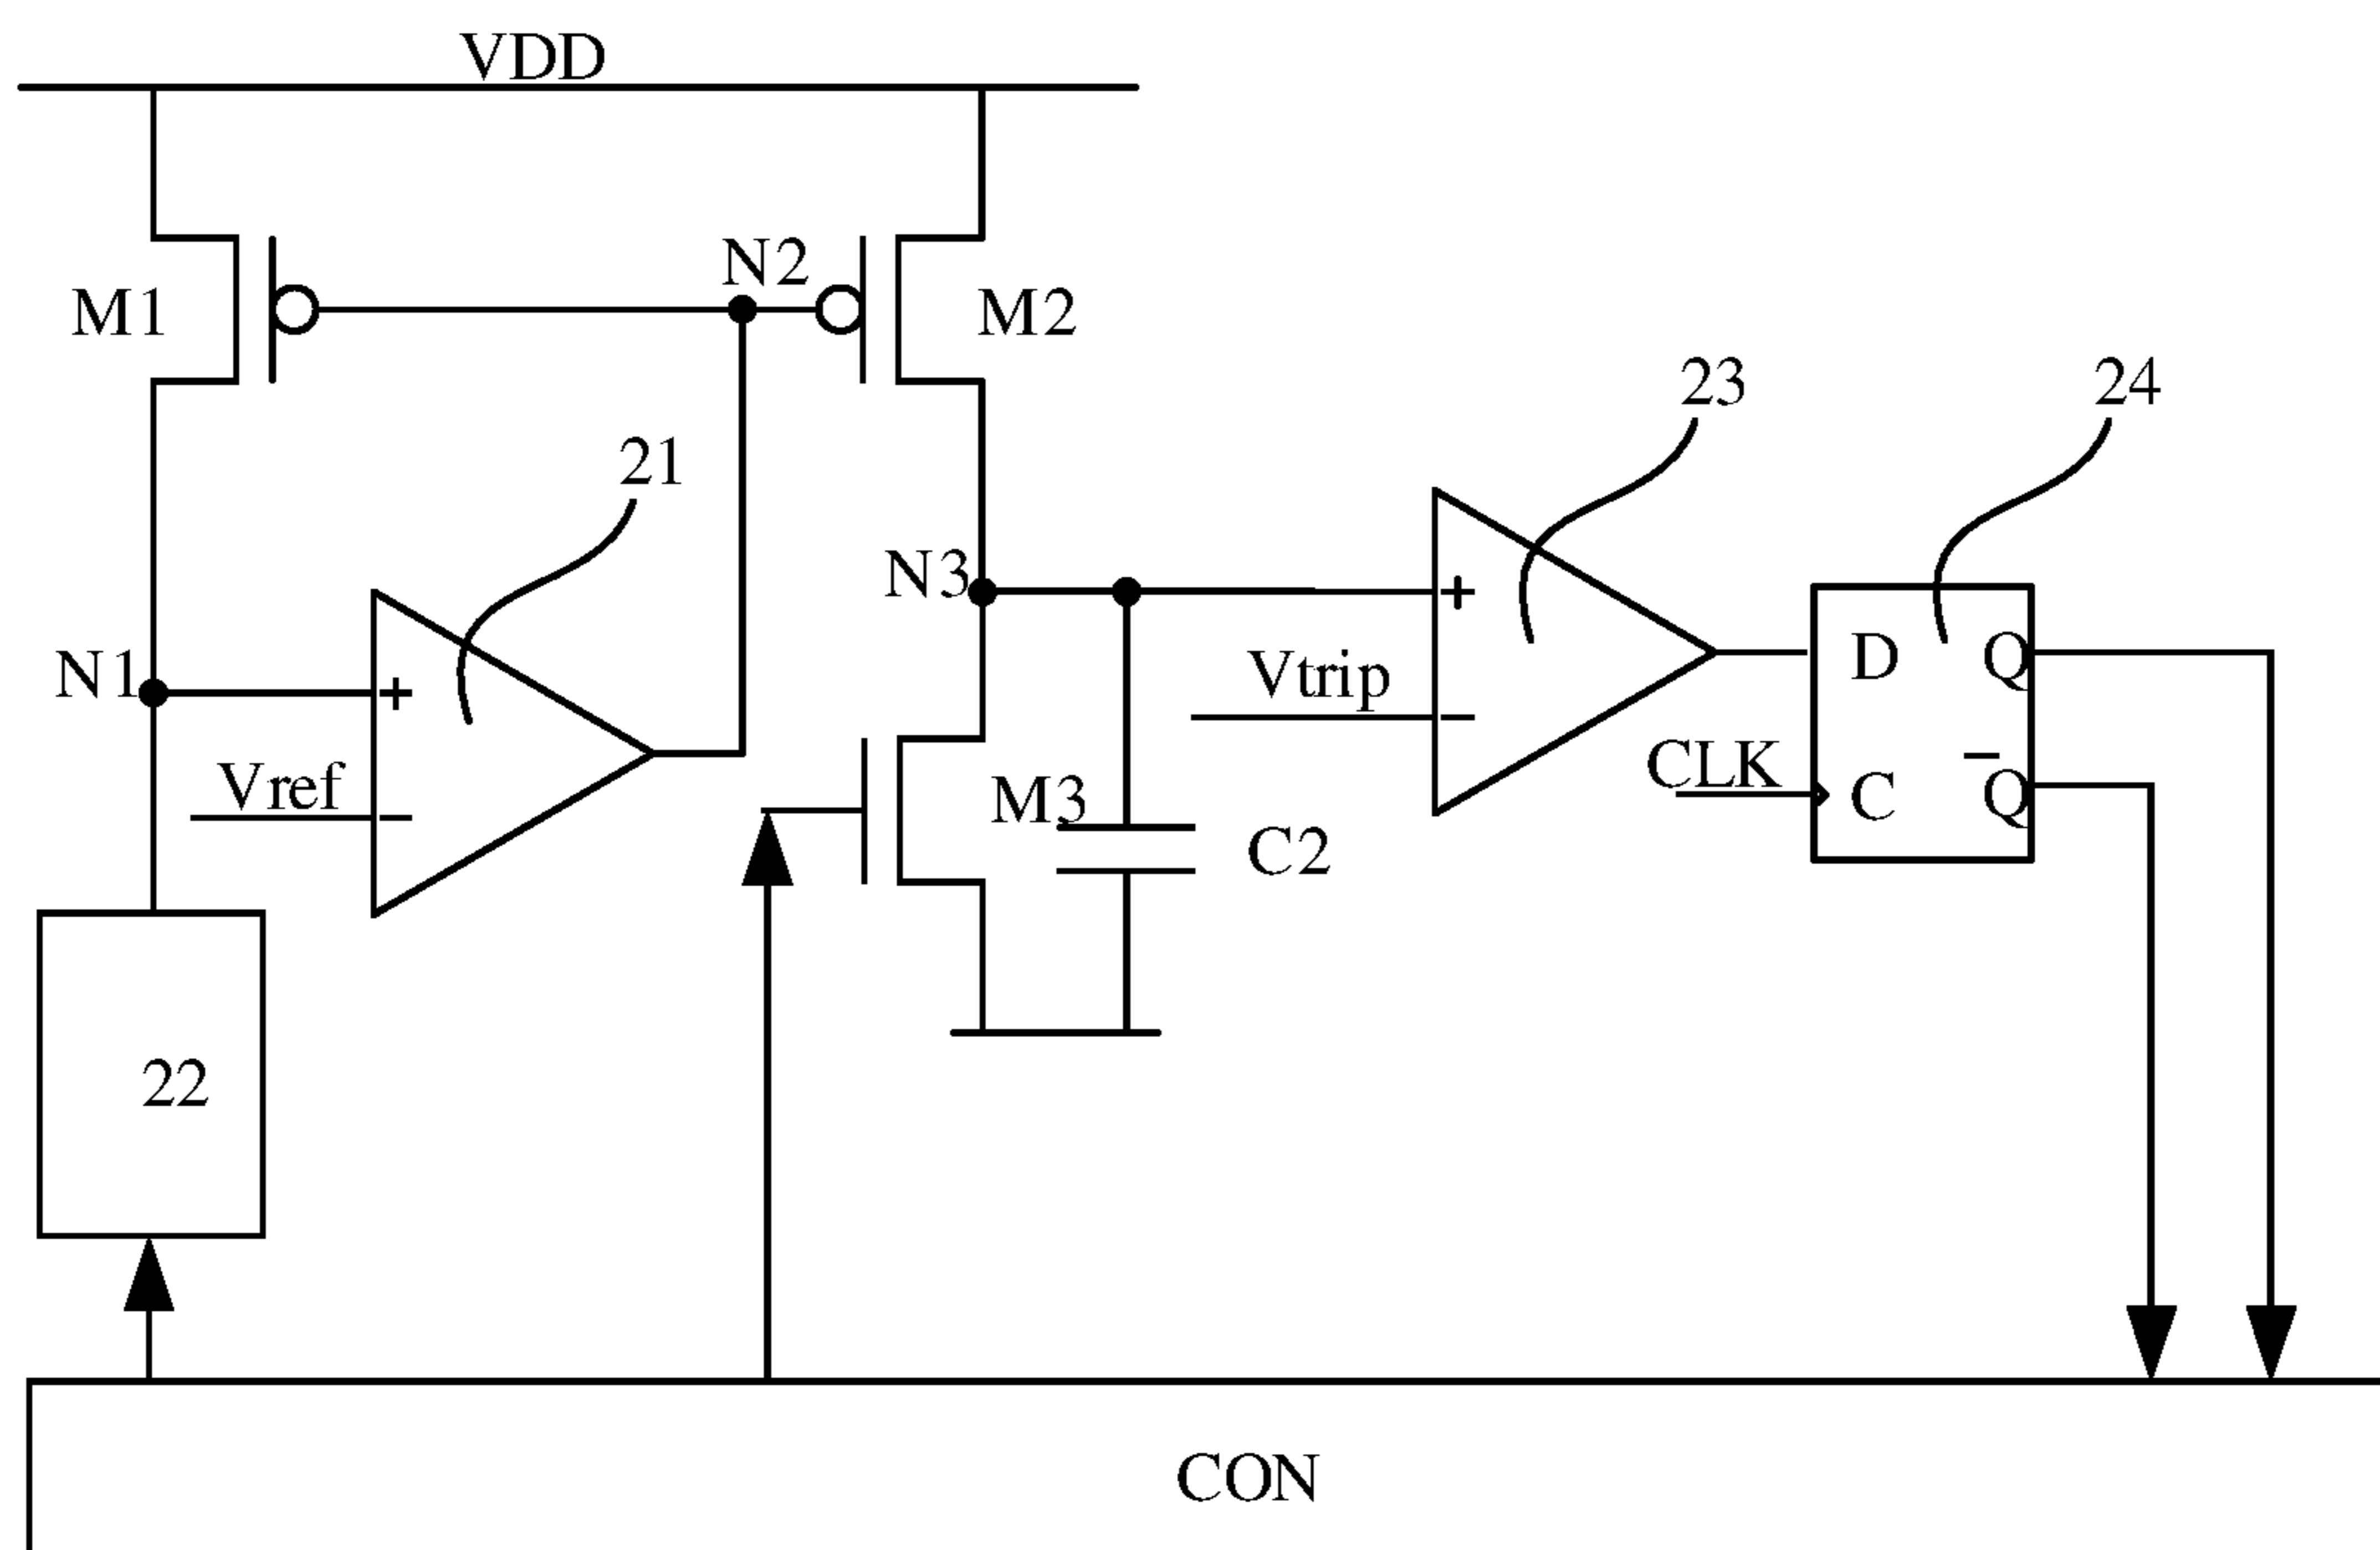 VDD
N2
M1
M2
23
24
21
N3
+
D
Q
N1
+
Vtrip
−
Vref
−
M3
CLK
C
Q̅
C2
22
CON